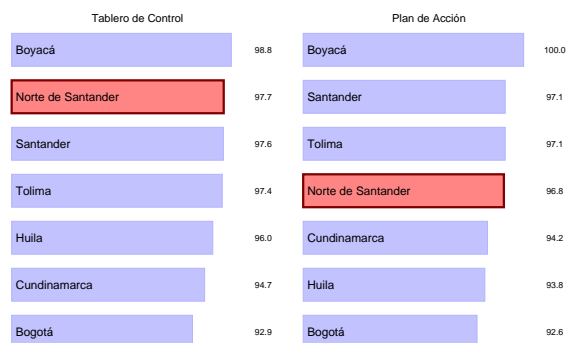 Tablero de Control
Boyacá 98.8
Norte de Santander 97.7
Santander 97.6
Tolima 97.4
Huila 96.0
Cundinamarca 94.7
Bogotá 92.9
Plan de Acción
Boyacá 100.0
Santander 97.1
Tolima 97.1
Norte de Santander 96.8
Cundinamarca 94.2
Huila 93.8
Bogotá 92.6